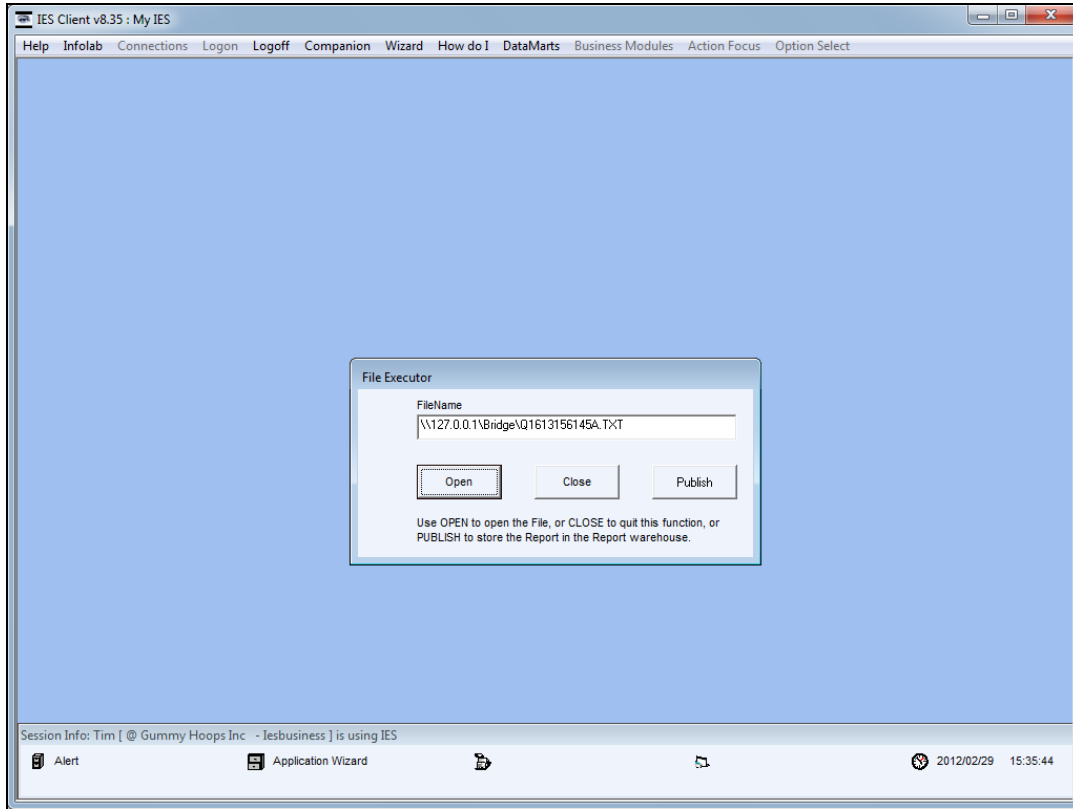 IES Client v8.35 : My IES
Help Infolab Connections Logon Logoff Companion Wizard How do I DataMarts Business Modules Action Focus Option Select
File Executor
FileName
\\127.0.0.1\Bridge\Q1613156145A.TXT
Open Close Publish
Use OPEN to open the File, or CLOSE to quit this function, or
PUBLISH to store the Report in the Report warehouse.
Session Info: Tim [ @ Gummy Hoops Inc - Iesbusiness ] is using IES
Alert Application Wizard 2012/02/29 15:35:44